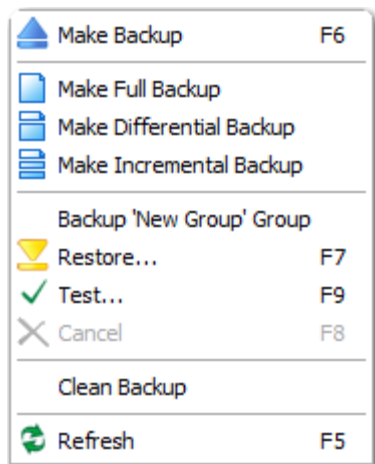 Make Backup F6
Make Full Backup
Make Differential Backup
Make Incremental Backup
Backup 'New Group' Group
Restore... F7
Test... F9
Cancel F8
Clean Backup
Refresh F5